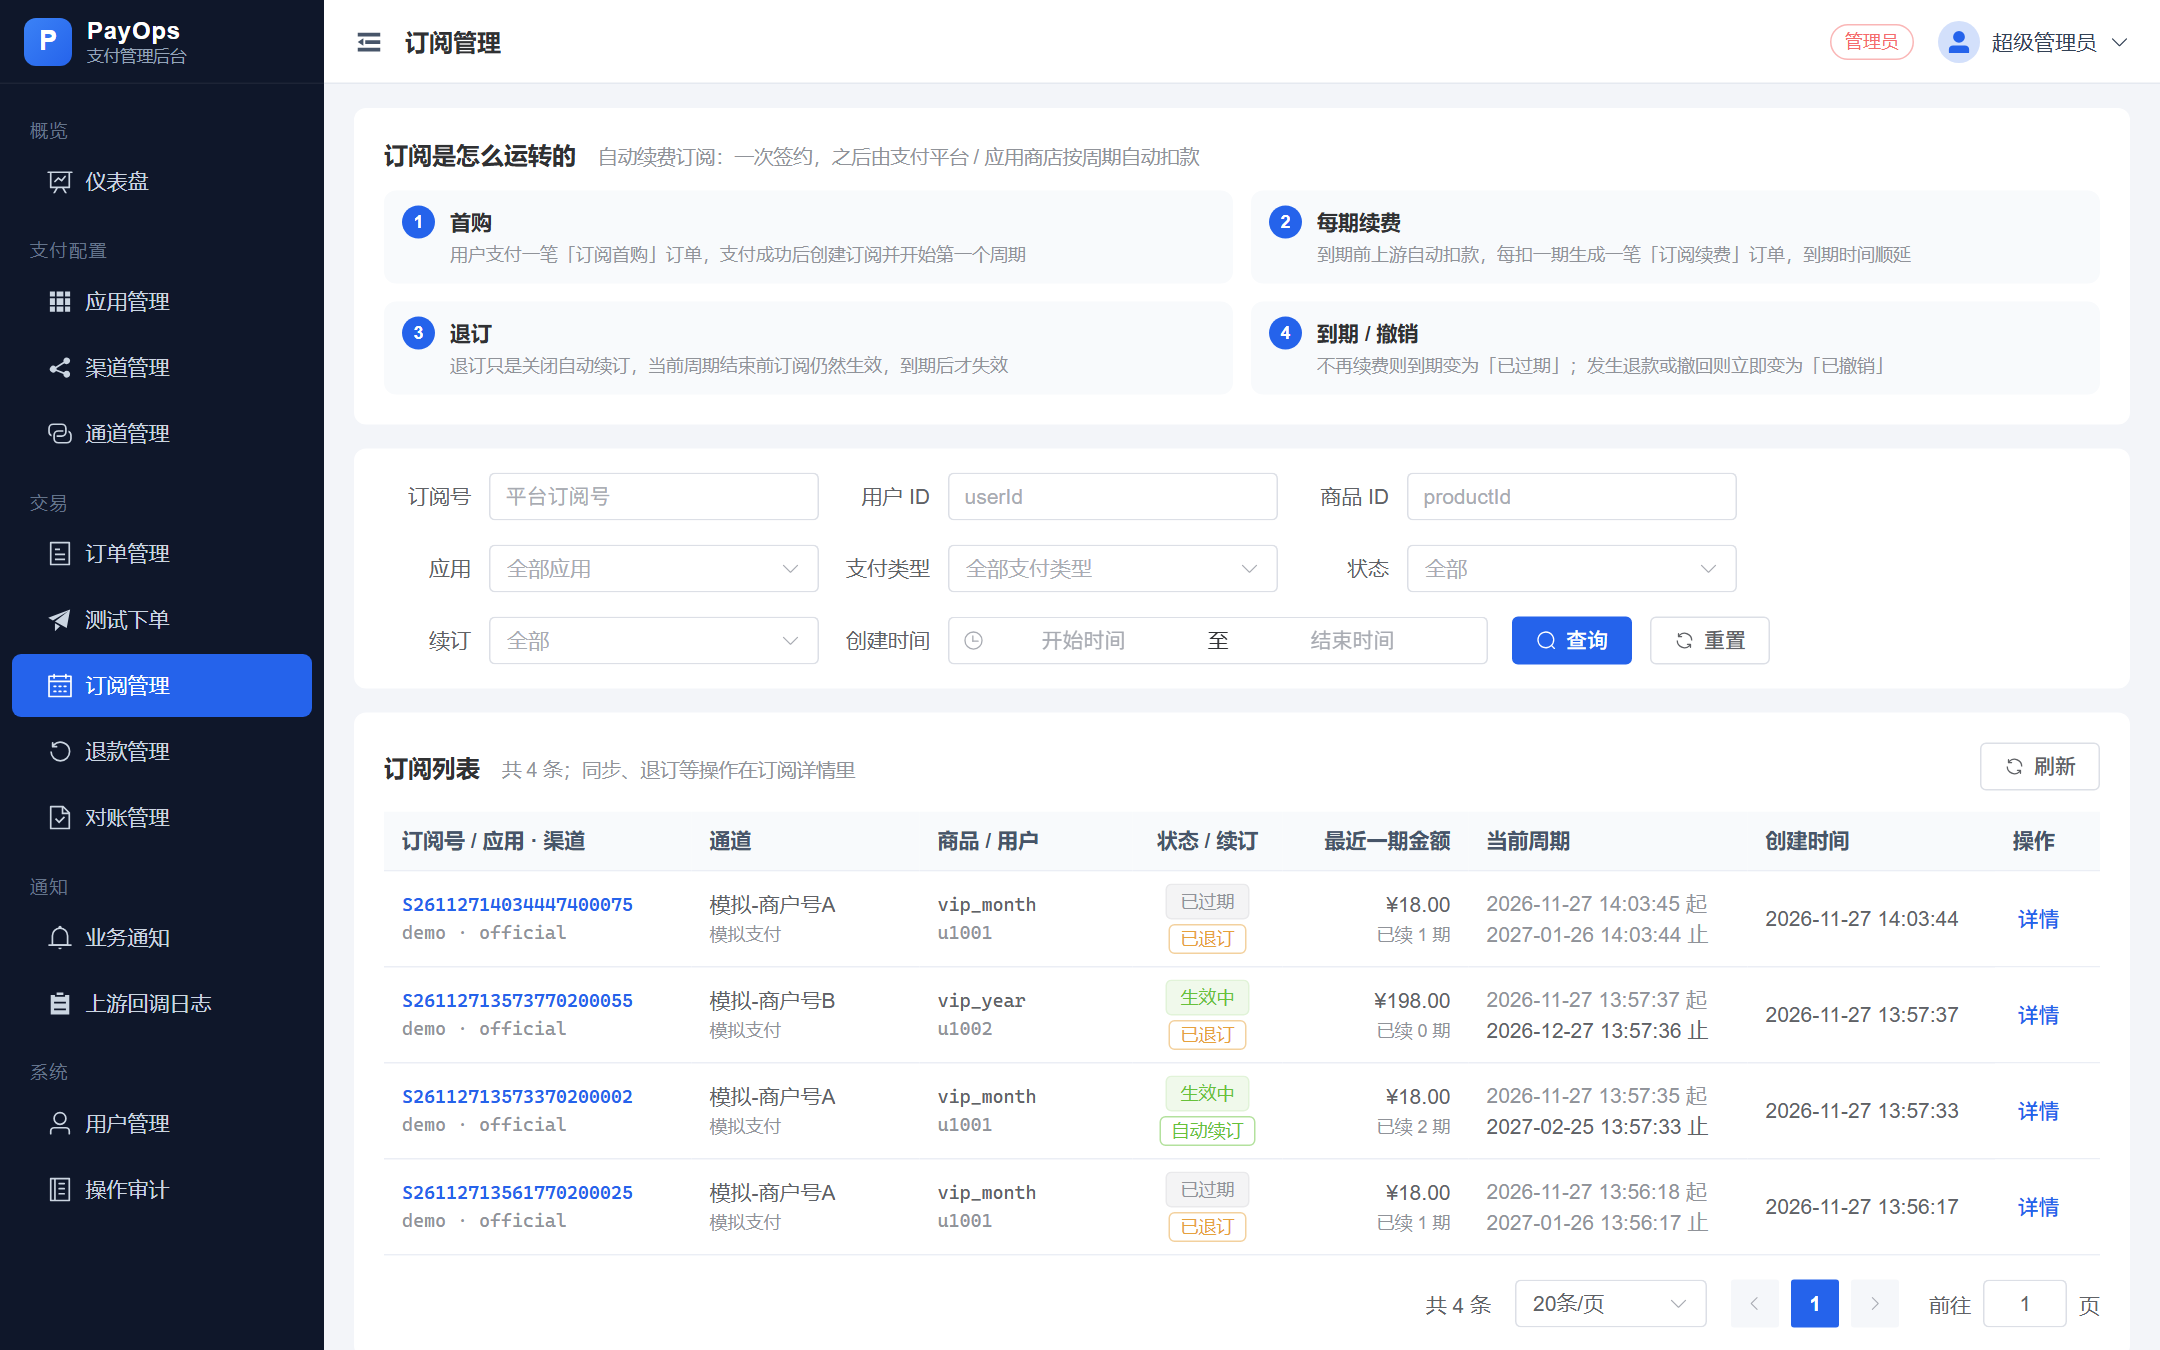 P
PayOps
支付管理后台
概览
仪表盘
支付配置
应用管理
渠道管理
通道管理
交易
订单管理
测试下单
订阅管理
退款管理
对账管理
通知
业务通知
上游回调日志
系统
用户管理
操作审计
订阅管理
管理员
超级管理员
订阅是怎么运转的 自动续费订阅：一次签约，之后由支付平台 / 应用商店按周期自动扣款
1 首购
用户支付一笔「订阅首购」订单，支付成功后创建订阅并开始第一个周期
2 每期续费
到期前上游自动扣款，每扣一期生成一笔「订阅续费」订单，到期时间顺延
3 退订
退订只是关闭自动续订，当前周期结束前订阅仍然生效，到期后才失效
4 到期 / 撤销
不再续费则到期变为「已过期」；发生退款或撤回则立即变为「已撤销」
订阅号 平台订阅号 用户 ID userId 商品 ID productId
应用 全部应用 支付类型 全部支付类型 状态 全部
续订 全部 创建时间 开始时间 至 结束时间 查询 重置
订阅列表 共 4 条；同步、退订等操作在订阅详情里 刷新
订阅号 / 应用 · 渠道 通道 商品 / 用户 状态 / 续订 最近一期金额 当前周期 创建时间 操作
S26112714034447400075 模拟-商户号A vip_month 已过期 ¥18.00 2026-11-27 14:03:45 起 2026-11-27 14:03:44 详情
demo · official 模拟支付 u1001 已退订 已续 1 期 2027-01-26 14:03:44 止
S26112713573770200055 模拟-商户号B vip_year 生效中 ¥198.00 2026-11-27 13:57:37 起 2026-11-27 13:57:37 详情
demo · official 模拟支付 u1002 已退订 已续 0 期 2026-12-27 13:57:36 止
S26112713573370200002 模拟-商户号A vip_month 生效中 ¥18.00 2026-11-27 13:57:35 起 2026-11-27 13:57:33 详情
demo · official 模拟支付 u1001 自动续订 已续 2 期 2027-02-25 13:57:33 止
S26112713561770200025 模拟-商户号A vip_month 已过期 ¥18.00 2026-11-27 13:56:18 起 2026-11-27 13:56:17 详情
demo · official 模拟支付 u1001 已退订 已续 1 期 2027-01-26 13:56:17 止
共 4 条 20条/页 1 前往 1 页